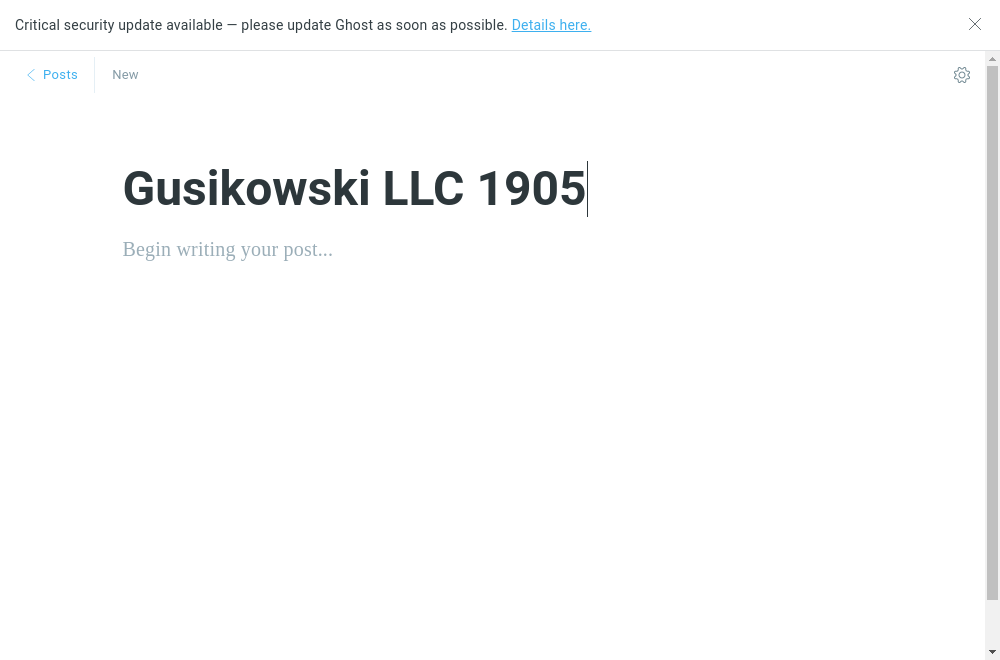 Critical security update available — please update Ghost as soon as possible. Details here.
Posts
New
Gusikowski LLC 1905
Begin writing your post...